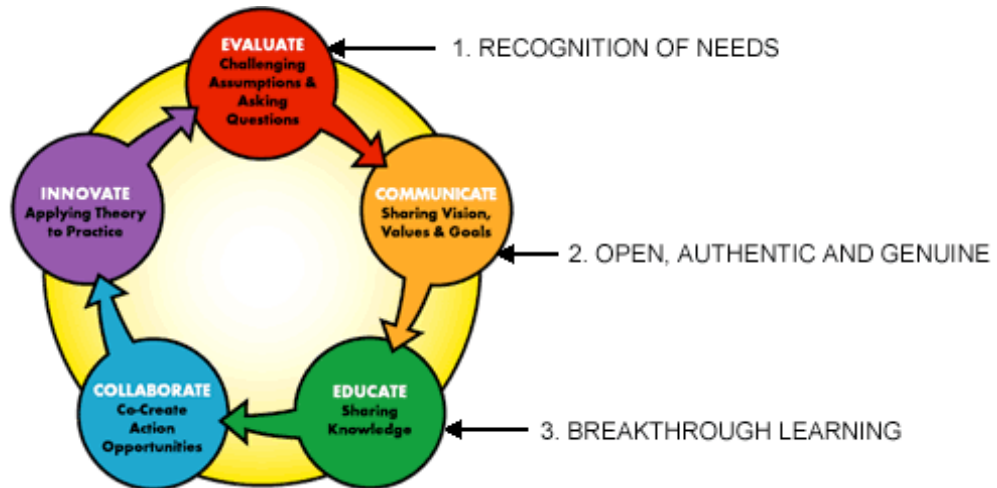 EVALUATE
Challenging
Assumptions &
Asking
Questions
1. RECOGNITION OF NEEDS
COMMUNICATE
Sharing Vision,
Values & Goals
2. OPEN, AUTHENTIC AND GENUINE
EDUCATE
Sharing
Knowledge
3. BREAKTHROUGH LEARNING
COLLABORATE
Co-Create
Action
Opportunities
INNOVATE
Applying Theory
to Practice